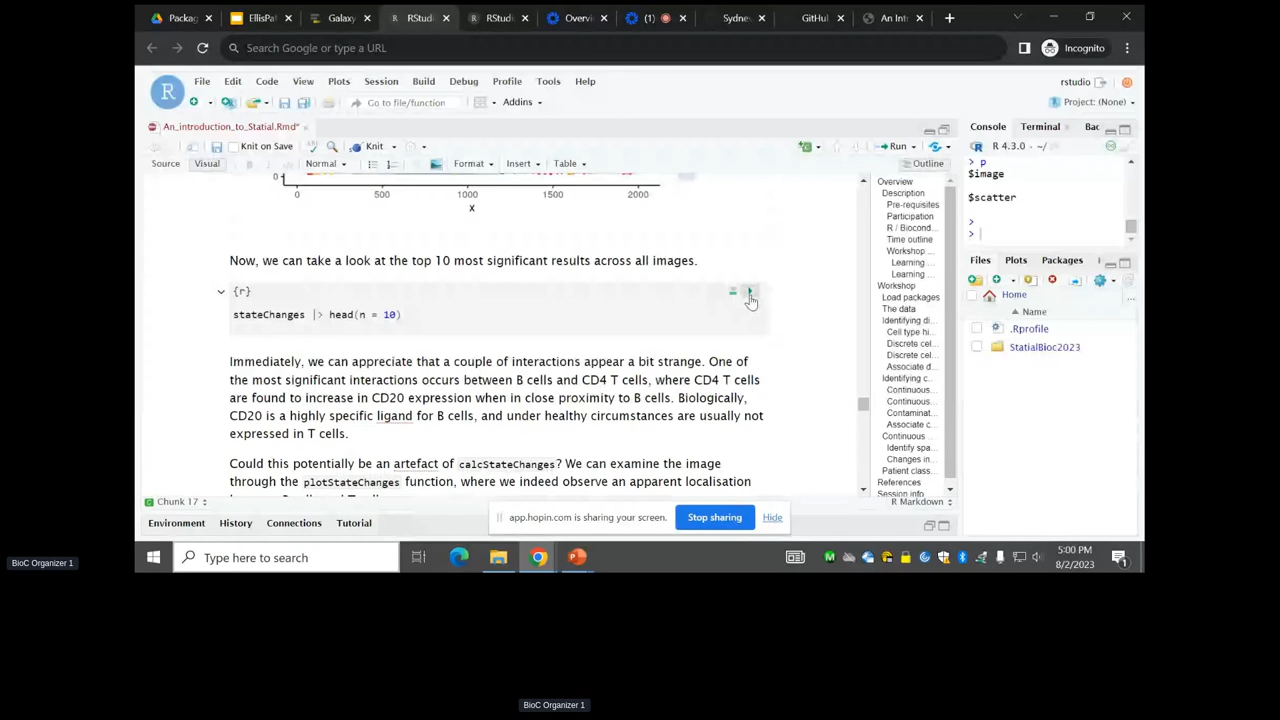 Packag
EllisPat
Galaxy
RStudi
RStudi
Overvi
(1)
Sydney
GitHul
An Intr
Search Google or type a URL
Incognito
R
File Edit Code View Plots Session Build Debug Profile Tools Help
rstudio
Go to file/function
Addins
Project: (None)
An_introduction_to_Statial.Rmd*
Console Terminal Bac
Knit on Save
Knit
Run
R 4.3.0 · ~/
Source Visual
Normal
Format
Insert
Table
Outline
> p
$image
$scatter
>
>
0
0 500 1000 1500 2000
X
Now, we can take a look at the top 10 most significant results across all images.
{r}
stateChanges |> head(n = 10)
Immediately, we can appreciate that a couple of interactions appear a bit strange. One of
the most significant interactions occurs between B cells and CD4 T cells, where CD4 T cells
are found to increase in CD20 expression when in close proximity to B cells. Biologically,
CD20 is a highly specific ligand for B cells, and under healthy circumstances are usually not
expressed in T cells.
Could this potentially be an artefact of calcStateChanges? We can examine the image
through the plotStateChanges function, where we indeed observe an apparent localisation
Overview
Description
Pre-requisites
Participation
R / Biocond...
Time outline
Workshop ...
Learning ...
Learning ...
Workshop
Load packages
The data
Identifying di...
Cell type hi...
Discrete cel...
Discrete cel...
Associate d...
Identifying c...
Continuous...
Continuous...
Contaminat...
Associate c...
Continuous ...
Identify spa...
Changes in...
Patient class...
References
Session info
Files Plots Packages
Home
Name
.Rprofile
StatialBioc2023
Chunk 17
R Markdown
Environment History Connections Tutorial
app.hopin.com is sharing your screen.
Stop sharing
Hide
Type here to search
5:00 PM
8/2/2023
1
BioC Organizer 1
BioC Organizer 1